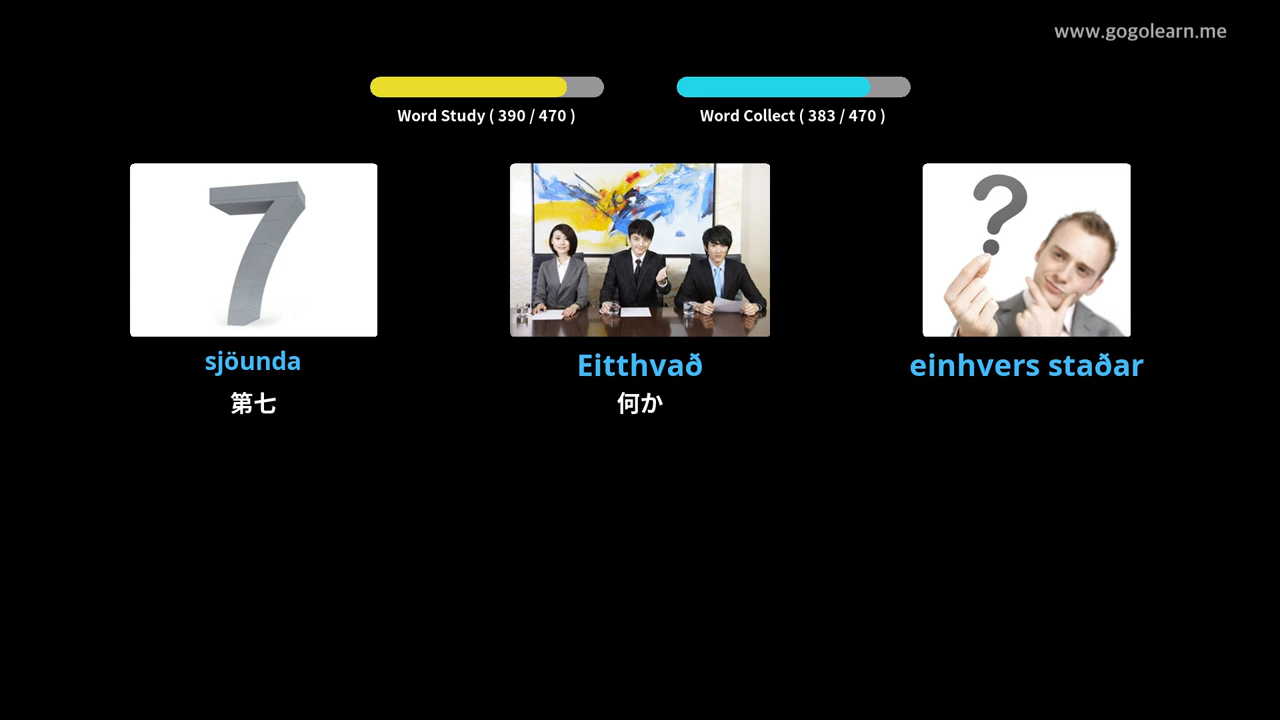 www.gogolearn.me
Word Study ( 390 / 470 )
Word Collect ( 383 / 470 )
7
sjöunda
Eitthvað
einhvers staðar
第七
何か